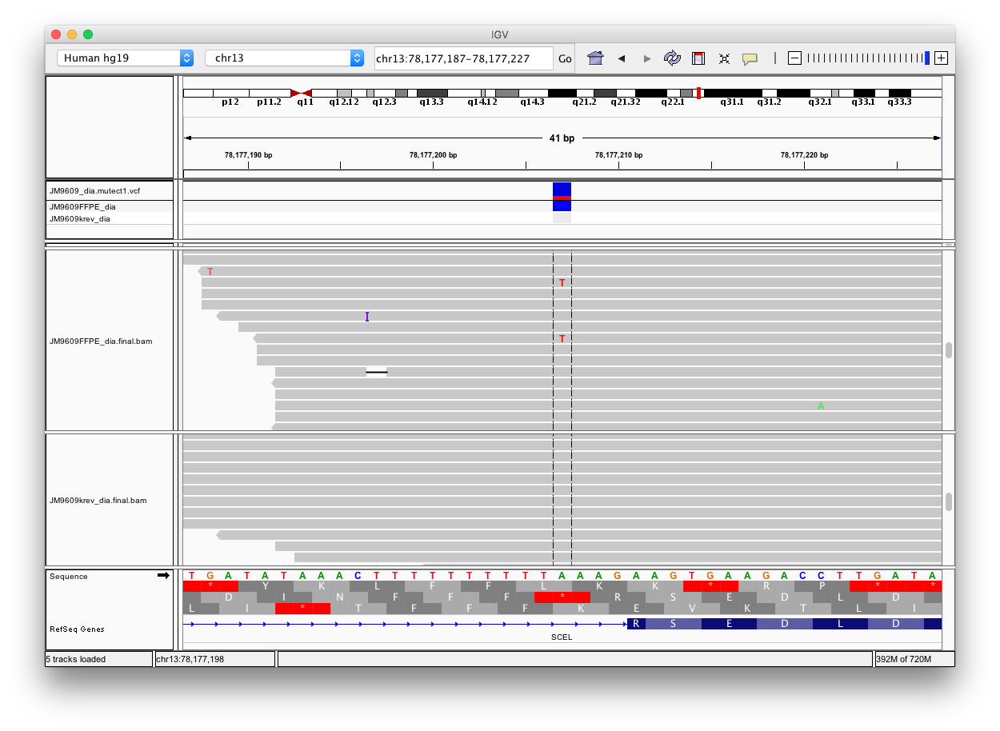 IGV
Human hg19 chr13 chr13:78,177,187-78,177,227 Go
p12 p11.2 q11 q12.12 q12.3 q13.3 q14.12 q14.3 q21.2 q21.32 q22.1 q31.1 q31.2 q32.1 q33.1 q33.3
41 bp
78,177,190 bp 78,177,200 bp 78,177,210 bp 78,177,220 bp
JM9609_dia.mutect1.vcf
JM9609FFPE_dia
JM9609krev_dia
T
T
I
T
JM9609FFPE_dia.final.bam
A
JM9609krev_dia.final.bam
Sequence T G A T A T A A A C T T T T T T T T T T A A A G A A G T G A A G A C C T T G A T A
* Y K L F F L K K * R P * * *
D I N F F F * R S E D L D
L I * T F F F K E V K T L I
RefSeq Genes R S E D L D
SCEL
5 tracks loaded chr13:78,177,198 392M of 720M